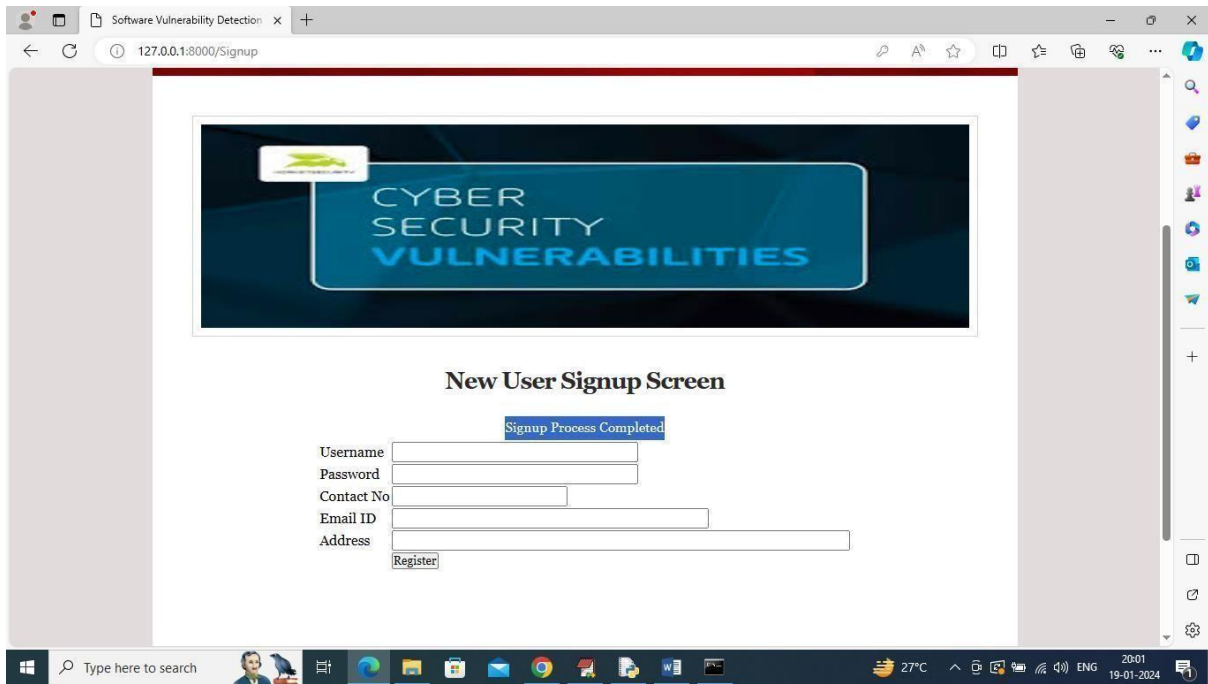 Software Vulnerability Detection
127.0.0.1:8000/Signup
CYBER
SECURITY
VULNERABILITIES
New User Signup Screen
Signup Process Completed
Username
Password
Contact No
Email ID
Address
Register
Type here to search
27°C
ENG
20:01
19-01-2024